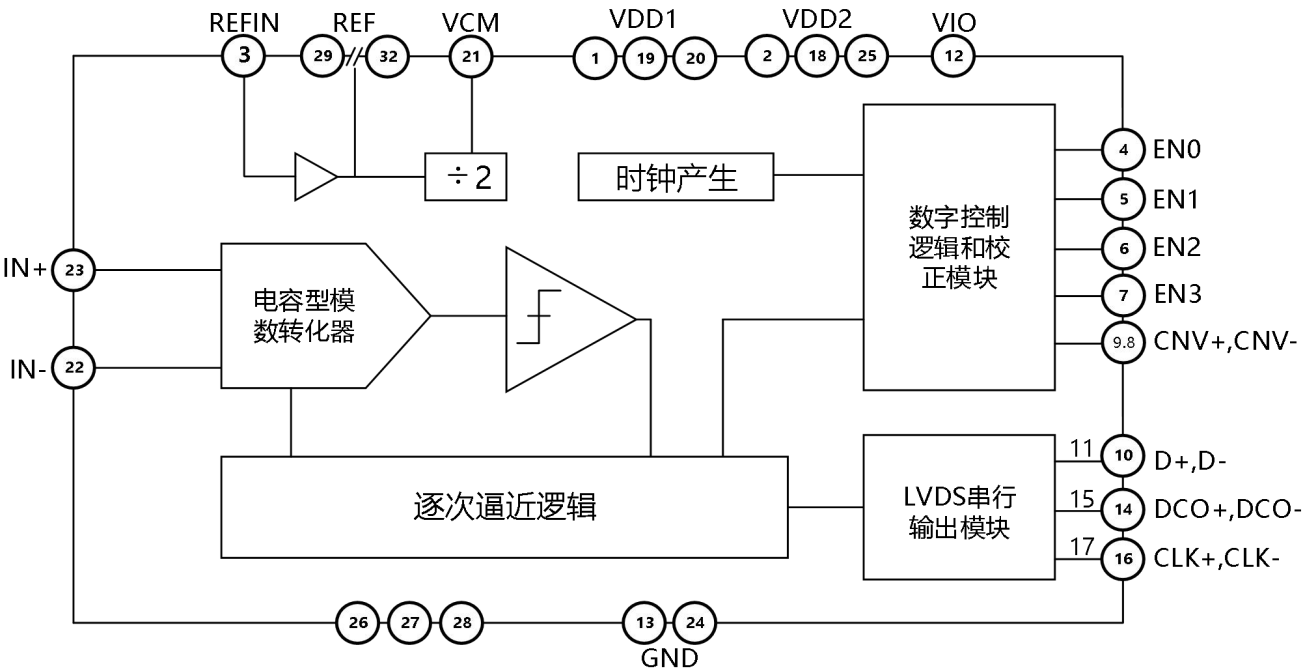 REFIN REF VCM VDD1 VDD2 VIO
3 29 32 21 1 19 20 2 18 25 12
÷2
时钟产生
数字控制
逻辑和校
正模块
4 EN0
5 EN1
6 EN2
7 EN3
9.8 CNV+,CNV-
IN+ 23
IN- 22
电容型模
数转化器
逐次逼近逻辑
LVDS串行
输出模块
11 10 D+,D-
15 14 DCO+,DCO-
17 16 CLK+,CLK-
26 27 28 13 24
GND